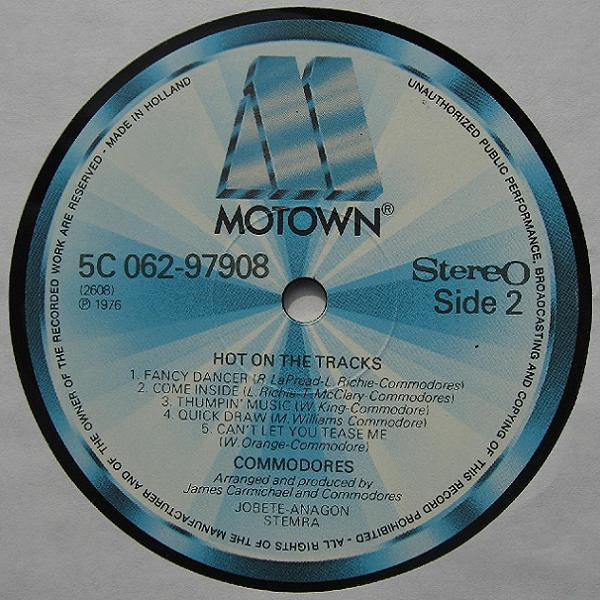 MOTOWN®
5C 062-97908
(2608)
℗ 1976
Stereo
Side 2
HOT ON THE TRACKS
1. FANCY DANCER (R. LaPread-L. Richie-Commodores)
2. COME INSIDE (L. Richie-T. McClary-Commodores)
3. THUMPIN' MUSIC (W. King-Commodore)
4. QUICK DRAW (M. Williams Commodore)
5. CAN'T LET YOU TEASE ME
(W. Orange-Commodore)
COMMODORES
Arranged and produced by
James Carmichael and Commodores
JOBETE-ANAGON
STEMRA
UNAUTHORIZED PUBLIC PERFORMANCE, BROADCASTING AND COPYING OF THIS RECORD PROHIBITED - ALL RIGHTS OF THE MANUFACTURER AND OF THE OWNER OF THE RECORDED WORK ARE RESERVED - MADE IN HOLLAND